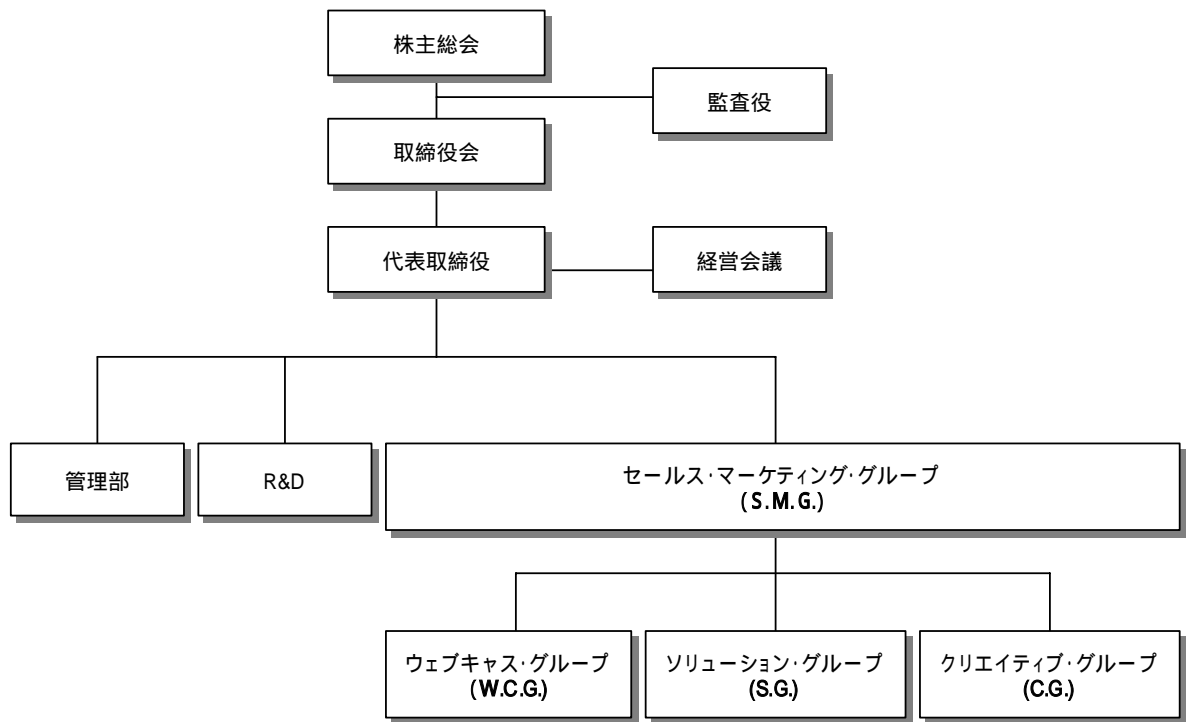 株主総会
監査役
取締役会
代表取締役
経営会議
管理部
R&D
セールス・マーケティング・グループ
(S.M.G.)
ウェブキャス・グループ
(W.C.G.)
ソリューション・グループ
(S.G.)
クリエイティブ・グループ
(C.G.)